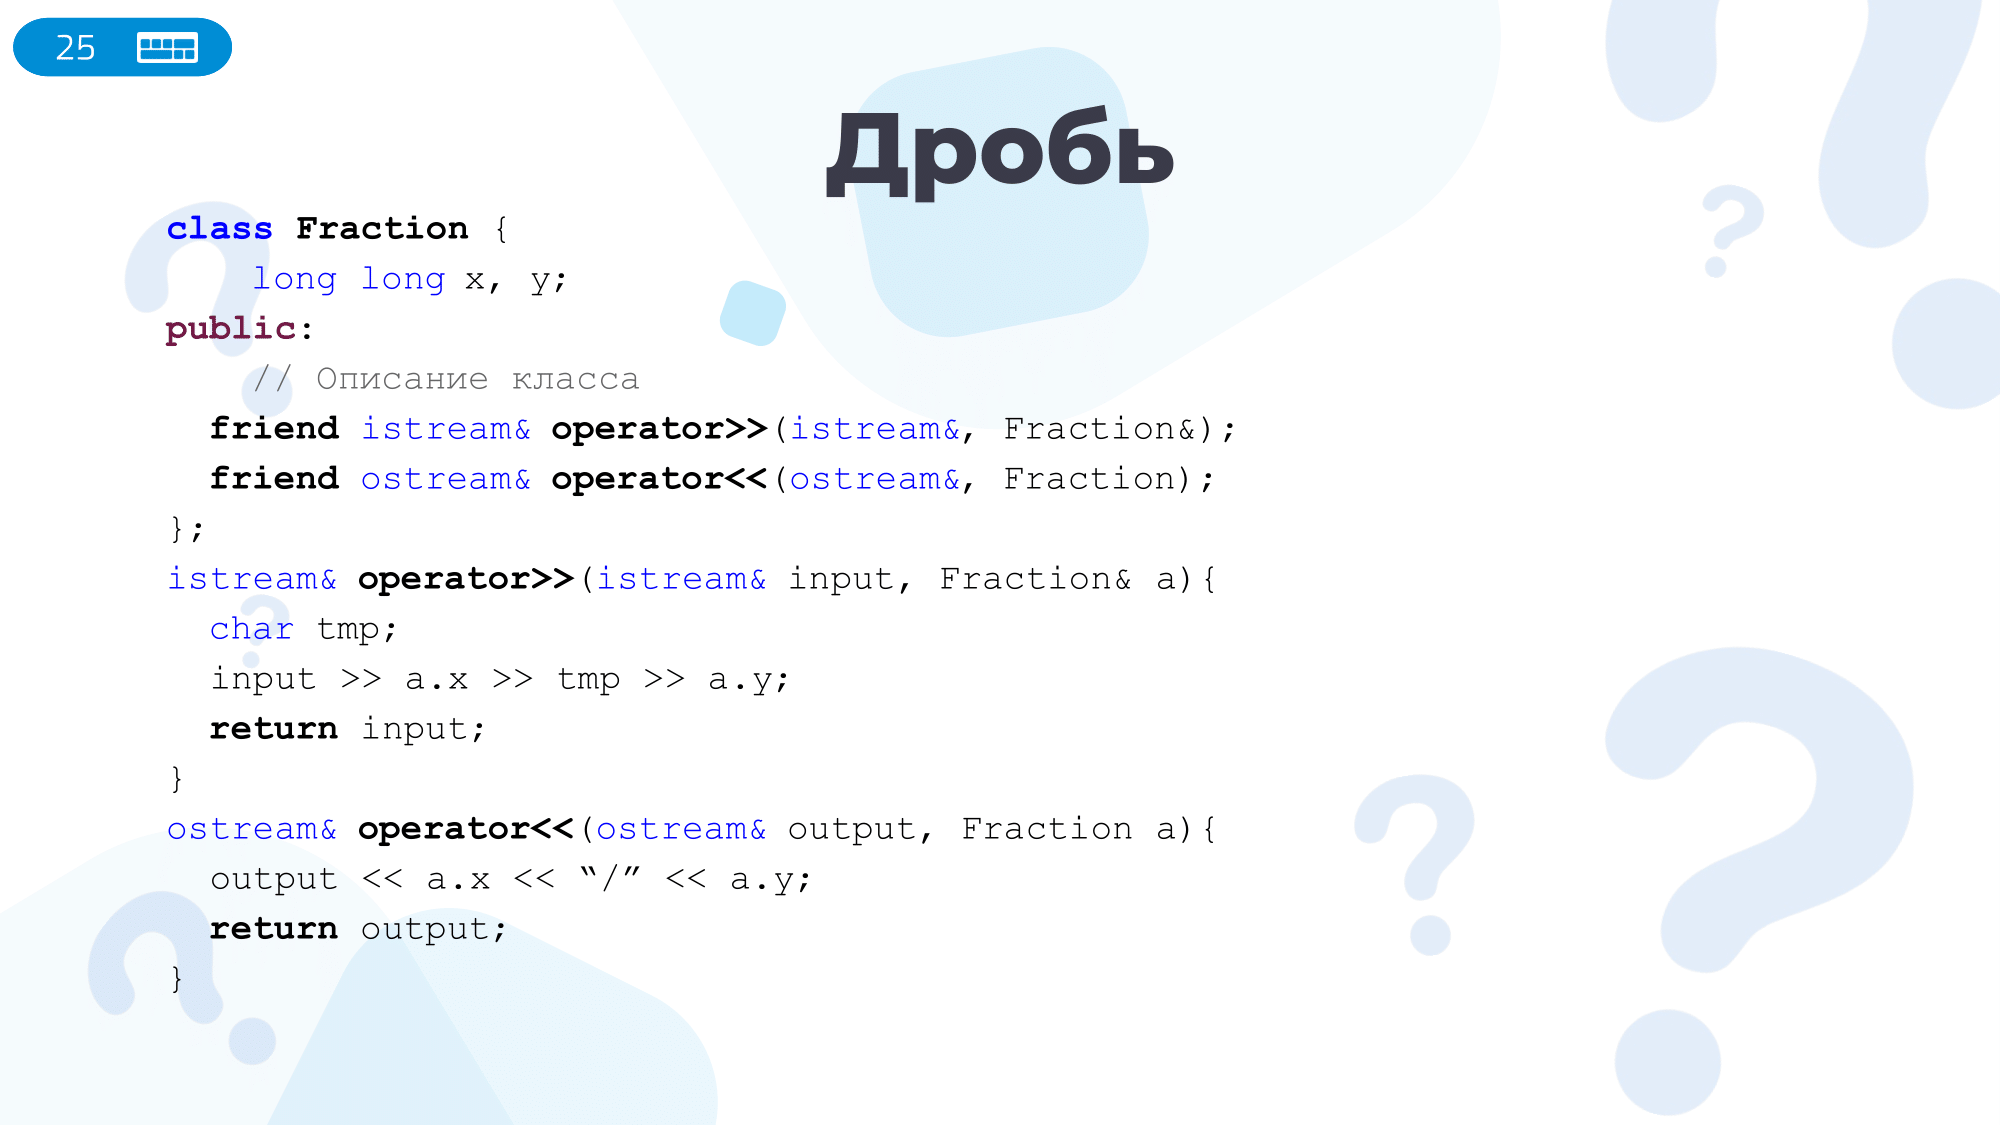 25
Дробь
class Fraction {
    long long x, y;
public:
    // Описание класса
  friend istream& operator>>(istream&, Fraction&);
  friend ostream& operator<<(ostream&, Fraction);
};
istream& operator>>(istream& input, Fraction& a){
  char tmp;
  input >> a.x >> tmp >> a.y;
  return input;
}
ostream& operator<<(ostream& output, Fraction a){
  output << a.x << “/” << a.y;
  return output;
}